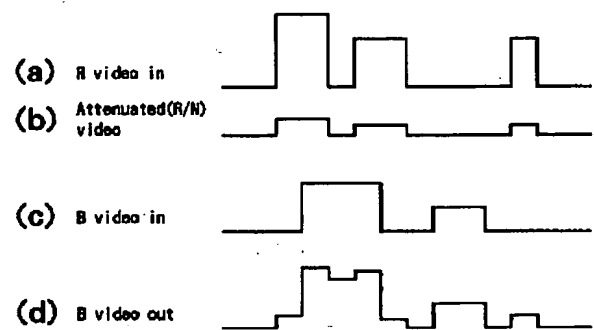 (a) R video in
(b) Attenuated(R/N)
video
(c) B video in
(d) B video out